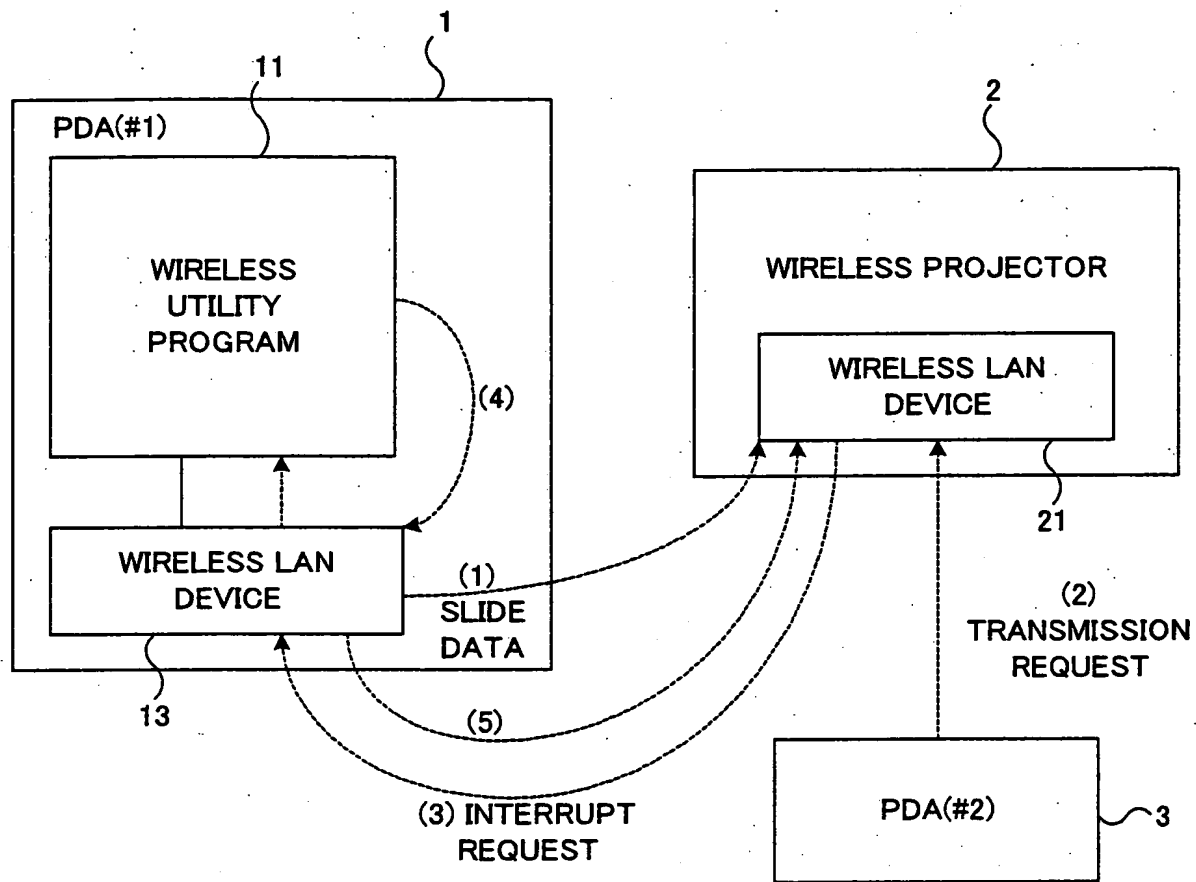 1
11
PDA(#1)
WIRELESS
UTILITY
PROGRAM
(4)
WIRELESS LAN
DEVICE
13
(1)
SLIDE
DATA
(5)
(3) INTERRUPT
REQUEST
2
WIRELESS PROJECTOR
WIRELESS LAN
DEVICE
21
(2)
TRANSMISSION
REQUEST
PDA(#2)
3